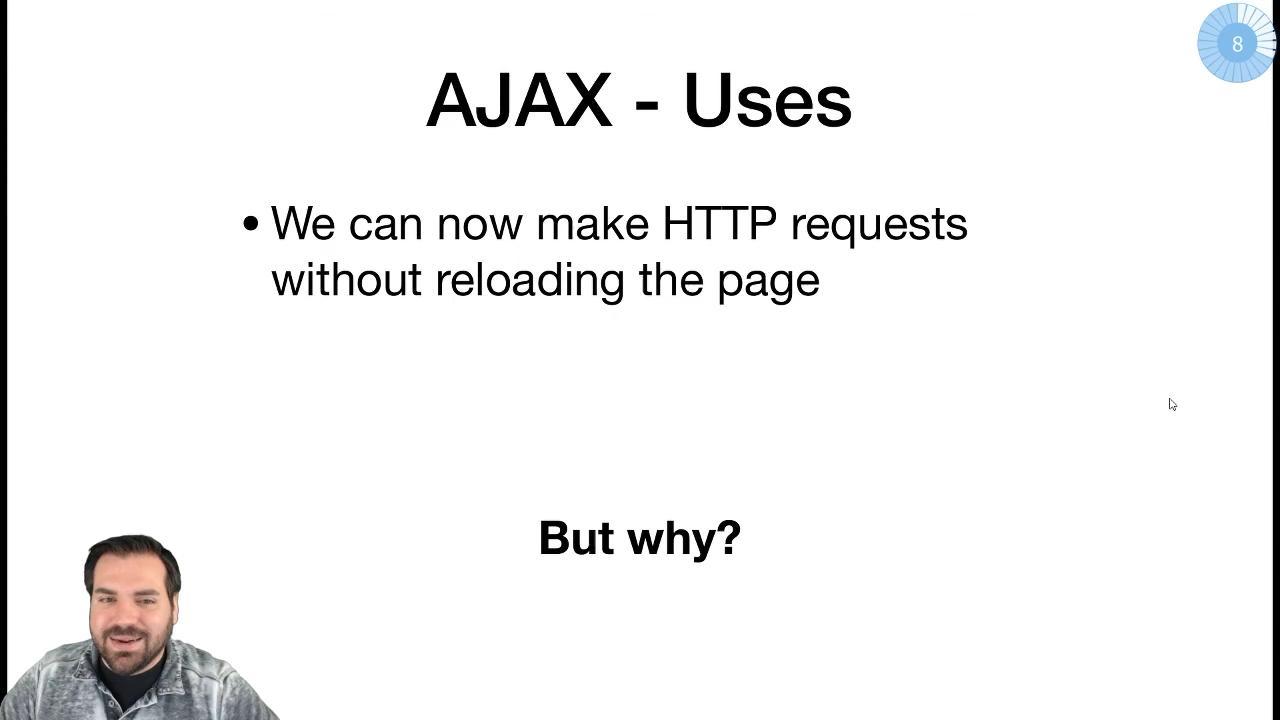 8
AJAX - Uses
• We can now make HTTP requests
without reloading the page
But why?